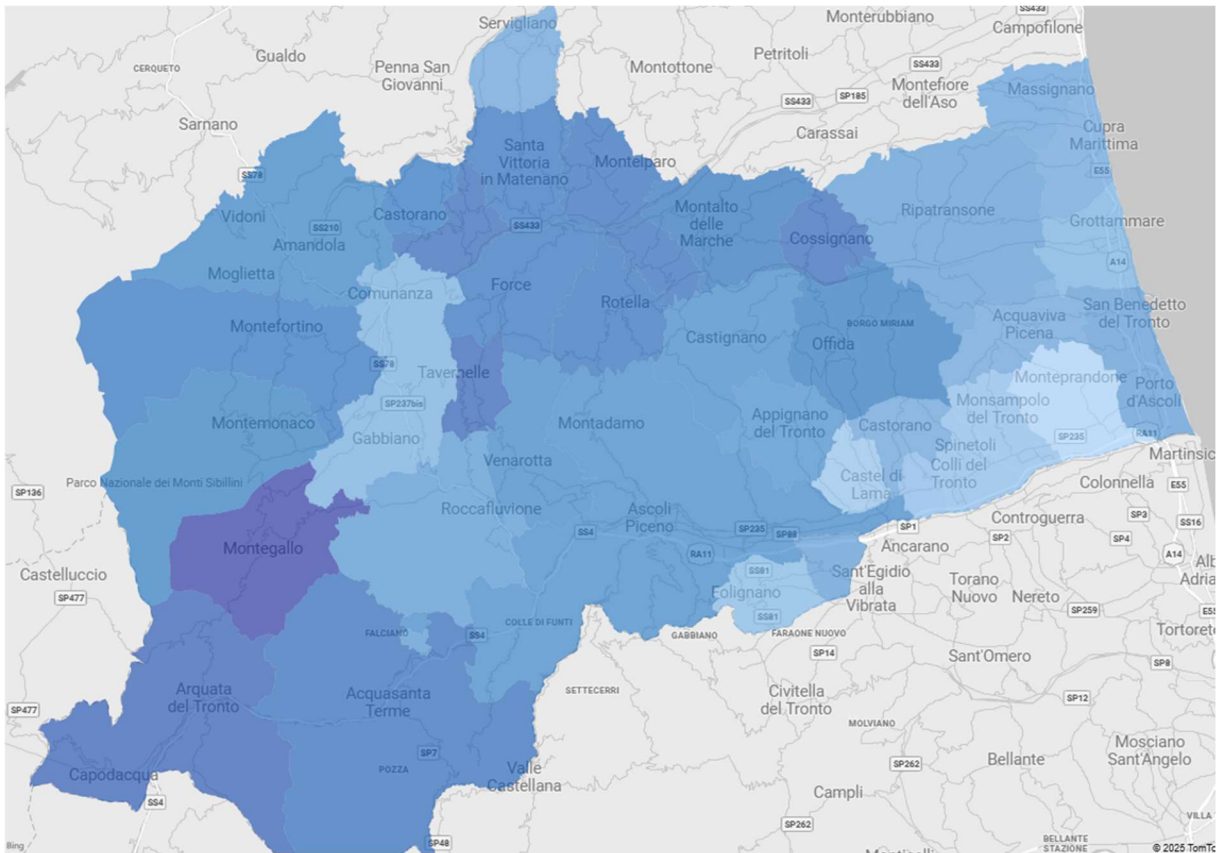 SS433
Servigliano
Monterubbiano
Campofilone
Gualdo
Petritoli
CERQUETO
Penna San
Giovanni
Montottone
SS433
Montefiore
dell'Aso
SP185
SS433
Massignano
Sarnano
Carassai
Cupra
Marittima
Santa
Vittoria
in Matenano
Montelparo
SS78
E55
Vidoni
Castorano
Montalto
delle
Marche
Ripatransone
SS210
SS433
Grottammare
Amandola
Cossignano
A14
Moglietta
Comunanza
Force
Rotella
San Benedetto
del Tronto
Montefortino
BORGO MIRIAM
Acquaviva
Picena
Castignano
Offida
SS78
Tavernelle
Monteprandone
Porto
d'Ascoli
SP237bis
Monsampolo
del Tronto
Montemonaco
Montadamo
Appignano
del Tronto
Castorano
Gabbiano
SP235
RA11
Spinetoli
Martinsic
Venarotta
Colli del
Tronto
Parco Nazionale dei Monti Sibillini
Castel di
Lama
Colonnella
SP136
E55
Roccafluvione
Ascoli
Piceno
Controguerra
SP3
SS16
SS4
SP235
SP88
SP1
SP2
SP4
Montegallo
RA11
Ancarano
A14
Alb
Adria
Castelluccio
SS81
Sant'Egidio
alla
Vibrata
Torano
Nuovo
Nereto
SP477
Folignano
SP259
E55
SS81
COLLE DI FUNTI
FALCIANO
SS4
GABBIANO
FARAONE NUOVO
Tortoreto
SP14
Sant'Omero
SP8
Arquata
del Tronto
Acquasanta
Terme
SETTECERRI
Civitella
del Tronto
SP12
SP477
MOLVIANO
Mosciano
Sant'Angelo
SP7
Bellante
Capodacqua
POZZA
Valle
Castellana
SP262
SS4
Campli
SP262
VILLA
SP48
BELLANTE
STAZIONE
Bing
© 2025 TomTo